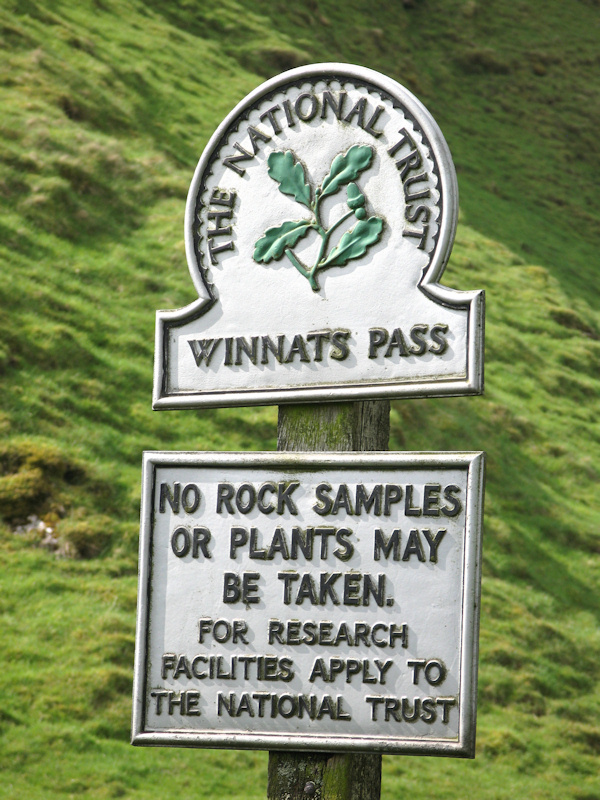 THE NATIONAL TRUST
WINNATS PASS
NO ROCK SAMPLES
OR PLANTS MAY
BE TAKEN.
FOR RESEARCH
FACILITIES APPLY TO
THE NATIONAL TRUST